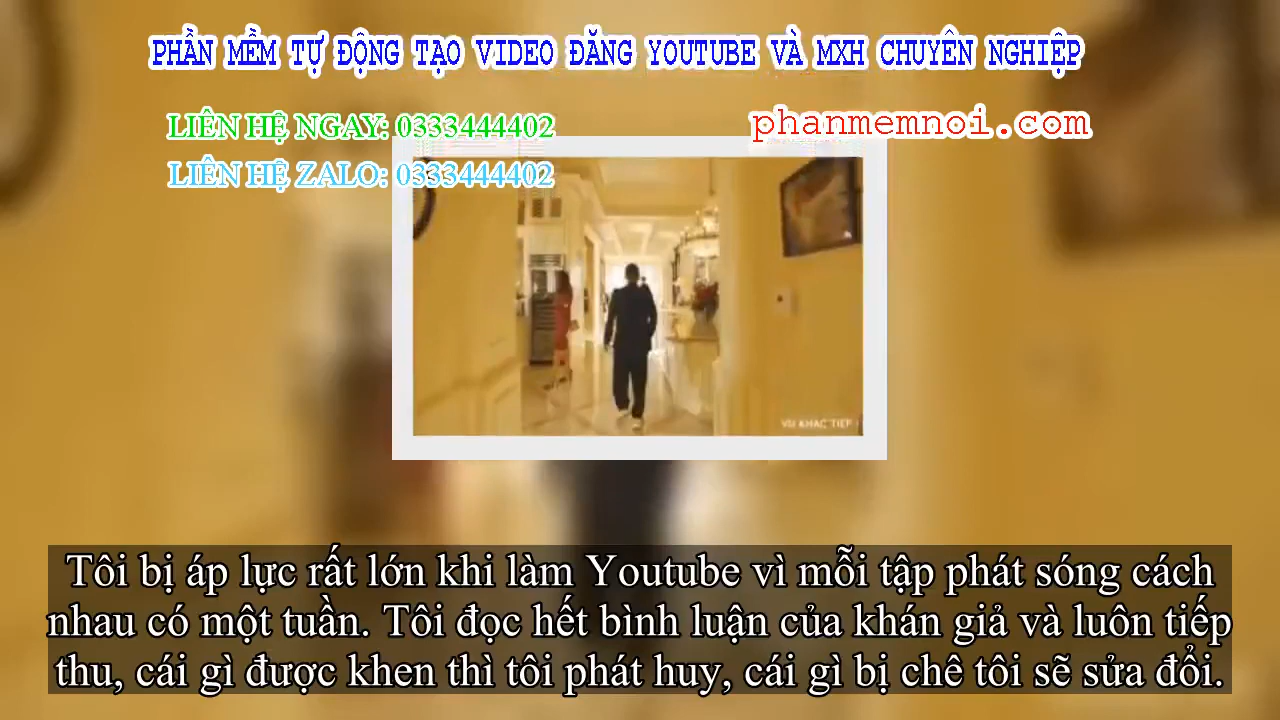 PHẦN MỀM TỰ ĐỘNG TẠO VIDEO ĐĂNG YOUTUBE VÀ MXH CHUYÊN NGHIỆP
LIÊN HỆ NGAY: 0333444402
phanmemnoi.com
LIÊN HỆ ZALO: 0333444402
VŨ KHẮC TIỆP
Tôi bị áp lực rất lớn khi làm Youtube vì mỗi tập phát sóng cách
nhau có một tuần. Tôi đọc hết bình luận của khán giả và luôn tiếp
thu, cái gì được khen thì tôi phát huy, cái gì bị chê tôi sẽ sửa đổi.